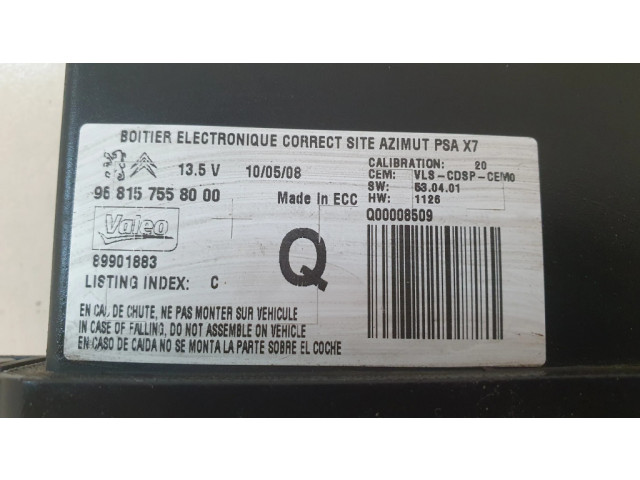 BOITIER ELECTRONIQUE CORRECT SITE AZIMUT PSA X7
13.5 V 10/05/08
CALIBRATION: 20
CEM: VLS-CDSP-CEM0
SW: 53.04.01
HW: 1126
96 815 755 80 00
Made in ECC
Q00008509
Valeo
Q
89901883
LISTING INDEX: C
EN CAS DE CHUTE, NE PAS MONTER SUR VEHICULE
IN CASE OF FALLING, DO NOT ASSEMBLE ON VEHICLE
EN CASO DE CAIDA NO SE MONTA LA PARTE SOBRE EL COCHE